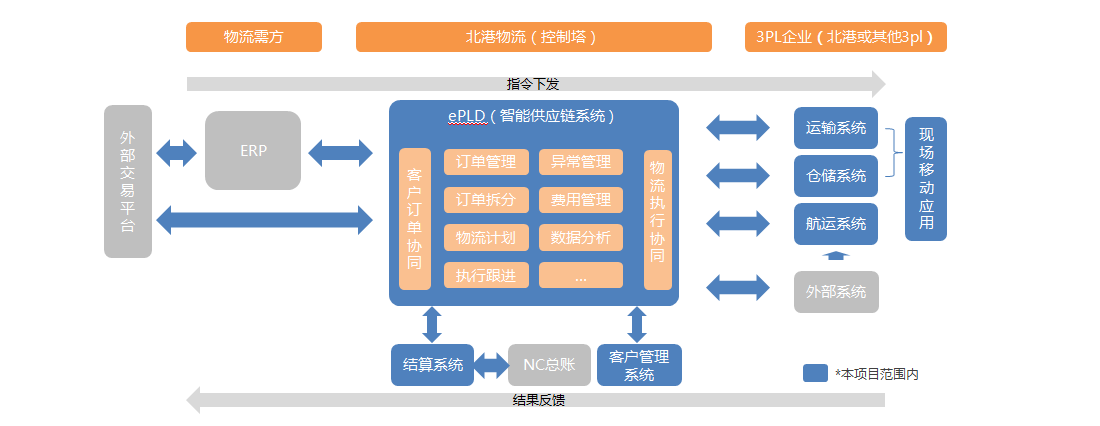 物流需方
北港物流（控制塔）
3PL企业（北港或其他3pl）
指令下发
外部交易平台
ERP
ePLD（智能供应链系统）
客户订单协同
订单管理
异常管理
订单拆分
费用管理
物流计划
数据分析
执行跟进
...
物流执行协同
运输系统
仓储系统
航运系统
外部系统
现场移动应用
结算系统
NC总账
客户管理
系统
*本项目范围内
结果反馈